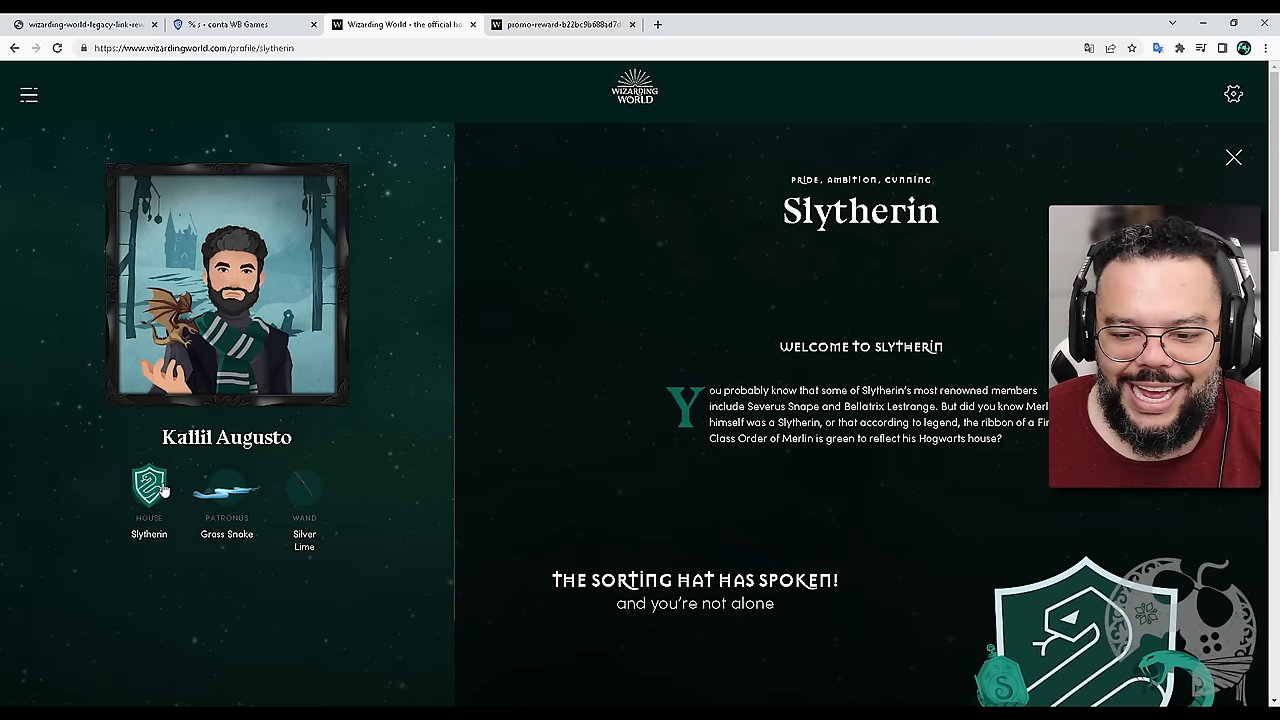 wizarding-world-legacy-link-rew
% s - conta WB Games
Wizarding World • the official ho
promo-reward-b22bc9b688ad7d
https://www.wizardingworld.com/profile/slytherin
WIZARDING
WORLD
PRIDE, AMBITION, CUNNING
Slytherin
Kallil Augusto
HOUSE
Slytherin
PATRONUS
Grass Snake
WAND
Silver
Lime
WELCOME TO SLYTHERIN
You probably know that some of Slytherin's most renowned members
include Severus Snape and Bellatrix Lestrange. But did you know Merl
himself was a Slytherin, or that according to legend, the ribbon of a Fir
Class Order of Merlin is green to reflect his Hogwarts house?
THE SORTING HAT HAS SPOKEN!
and you're not alone
S